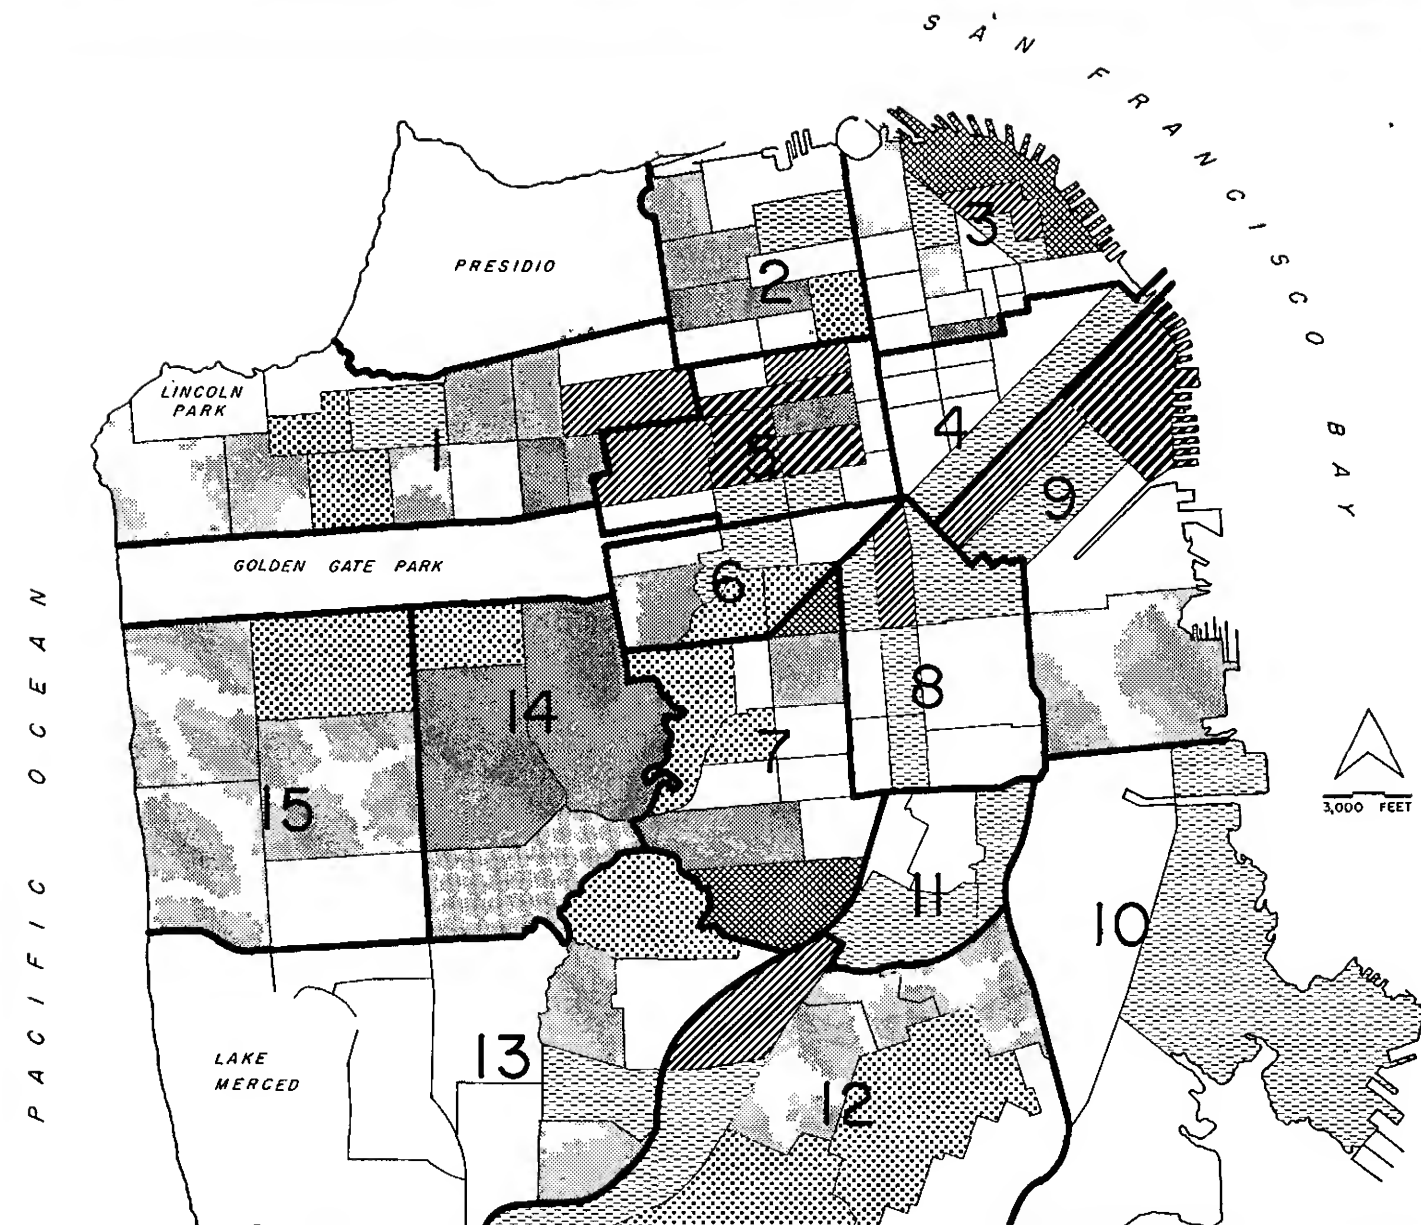 SAN FRANCISCO BAY
PRESIDIO
LINCOLN
PARK
GOLDEN GATE PARK
PACIFIC OCEAN
LAKE
MERCED
3,000 FEET
1
2
3
4
5
6
7
8
9
10
11
12
13
14
15